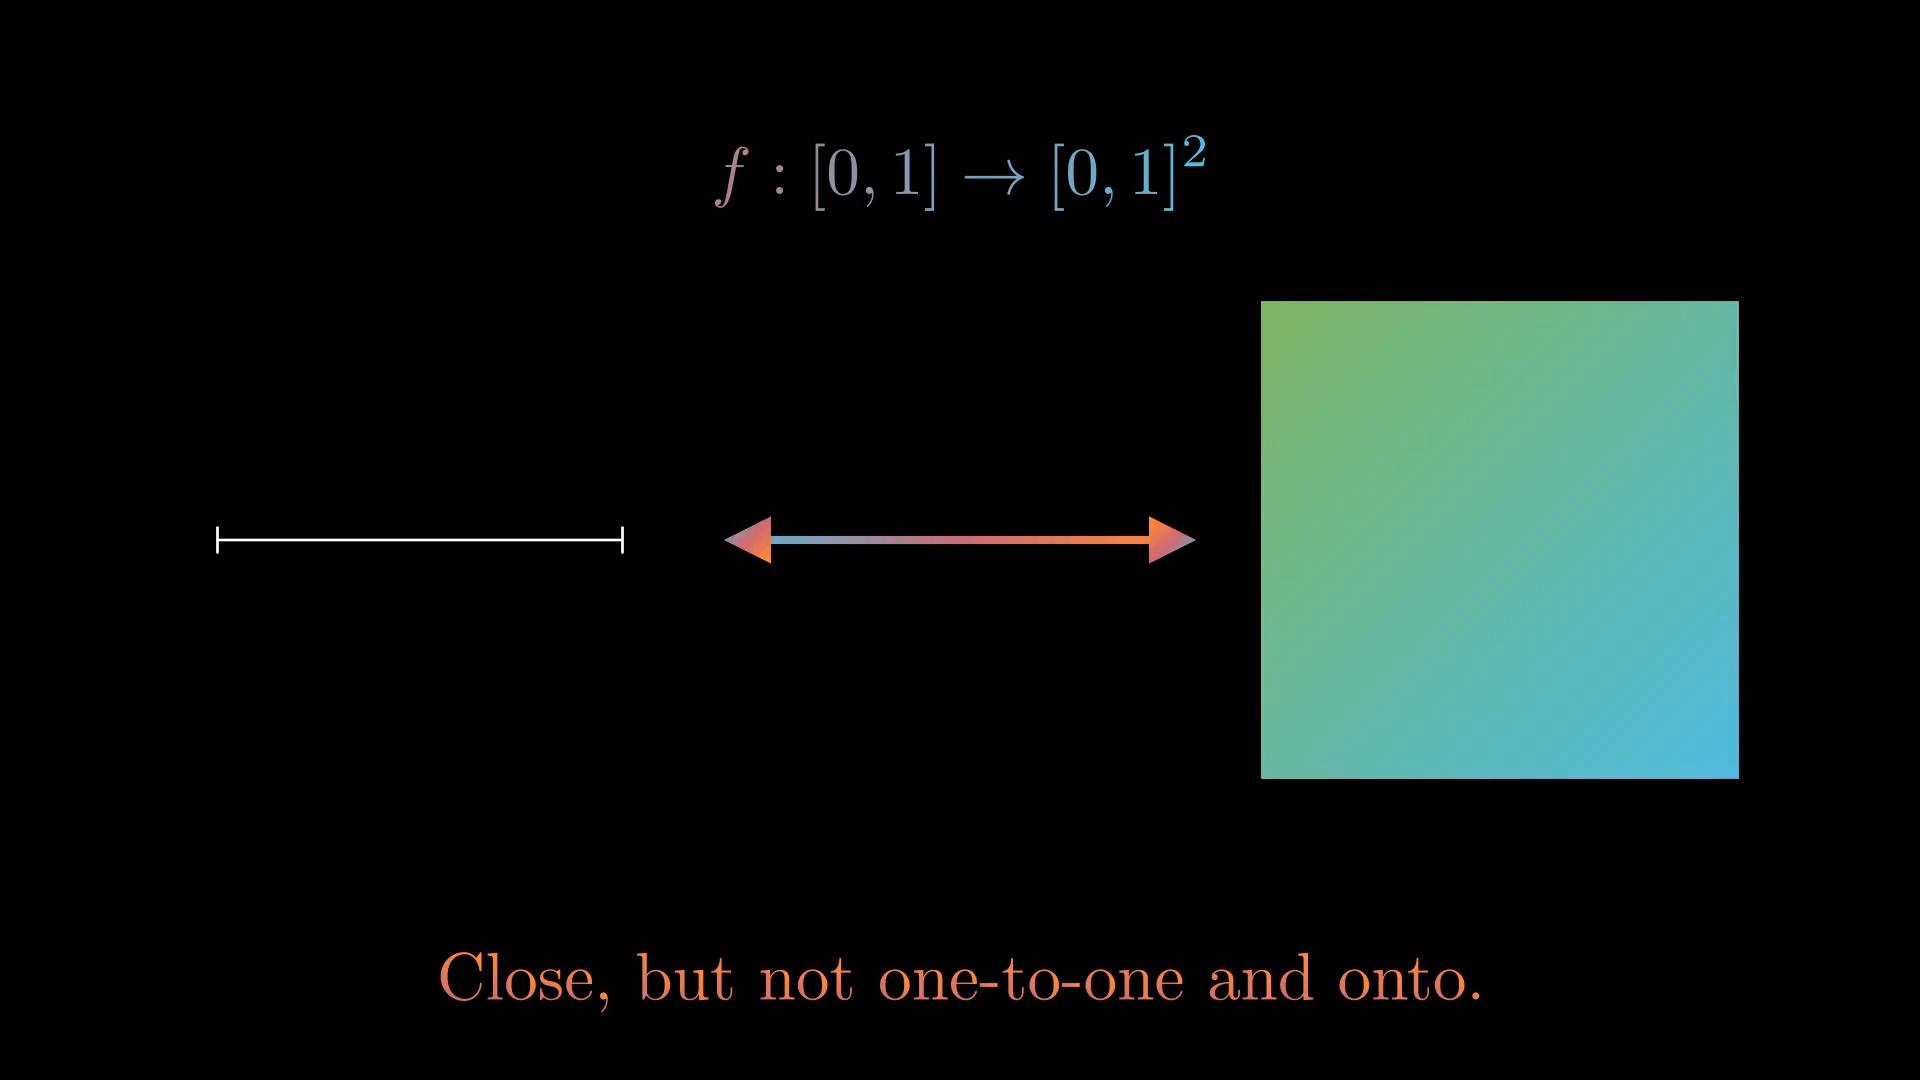 f : [0, 1] → [0, 1]²
Close, but not one-to-one and onto.